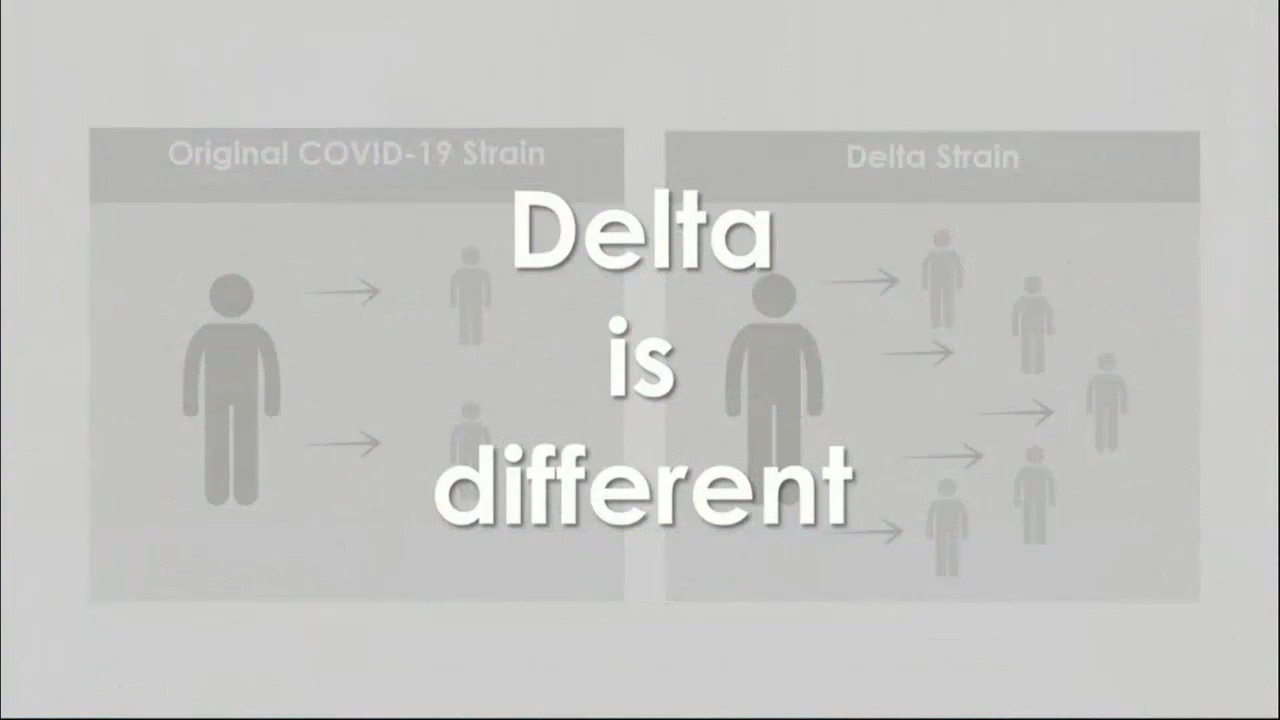 Original COVID-19 Strain
Delta Strain
Delta
is
different